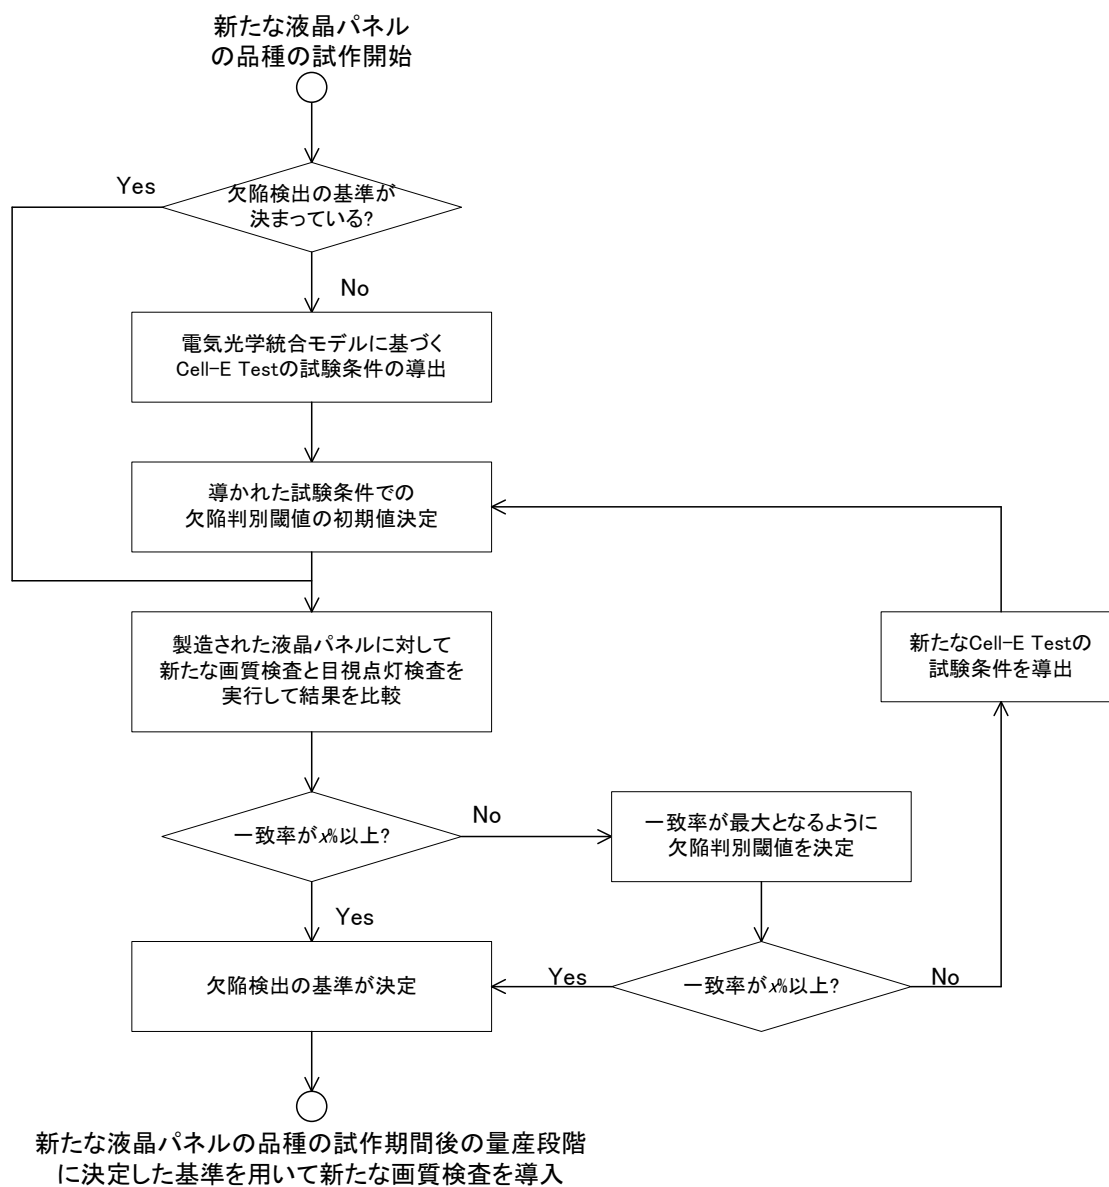 新たな液晶パネル
の品種の試作開始
Yes
欠陥検出の基準が
決まっている?
No
電気光学統合モデルに基づく
Cell-E Testの試験条件の導出
導かれた試験条件での
欠陥判別閾値の初期値決定
製造された液晶パネルに対して
新たな画質検査と目視点灯検査を
実行して結果を比較
新たなCell-E Testの
試験条件を導出
一致率がx%以上?
No
一致率が最大となるように
欠陥判別閾値を決定
Yes
欠陥検出の基準が決定
Yes
一致率がx%以上?
No
新たな液晶パネルの品種の試作期間後の量産段階
に決定した基準を用いて新たな画質検査を導入